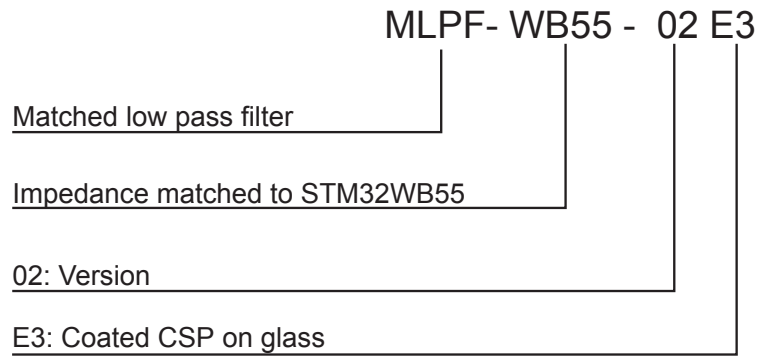 MLPF- WB55 - 02 E3
Matched low pass filter
Impedance matched to STM32WB55
02: Version
E3: Coated CSP on glass